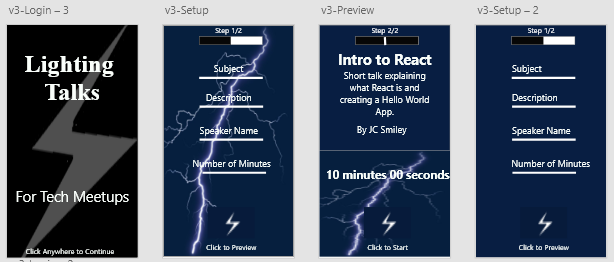 v3-Login – 3
Lighting
Talks
For Tech Meetups
Click Anywhere to Continue
v3-Setup
Step 1/2
Subject
Description
Speaker Name
Number of Minutes
Click to Preview
v3-Preview
Step 2/2
Intro to React
Short talk explaining
what React is and
creating a Hello World
App.
By JC Smiley
10 minutes 00 seconds
Click to Start
v3-Setup – 2
Step 1/2
Subject
Description
Speaker Name
Number of Minutes
Click to Preview